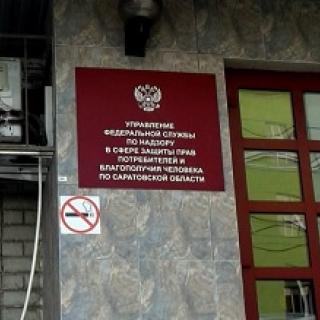 УПРАВЛЕНИЕ
ФЕДЕРАЛЬНОЙ СЛУЖБЫ
ПО НАДЗОРУ
В СФЕРЕ ЗАЩИТЫ ПРАВ
ПОТРЕБИТЕЛЕЙ И
БЛАГОПОЛУЧИЯ ЧЕЛОВЕКА
ПО САРАТОВСКОЙ ОБЛАСТИ